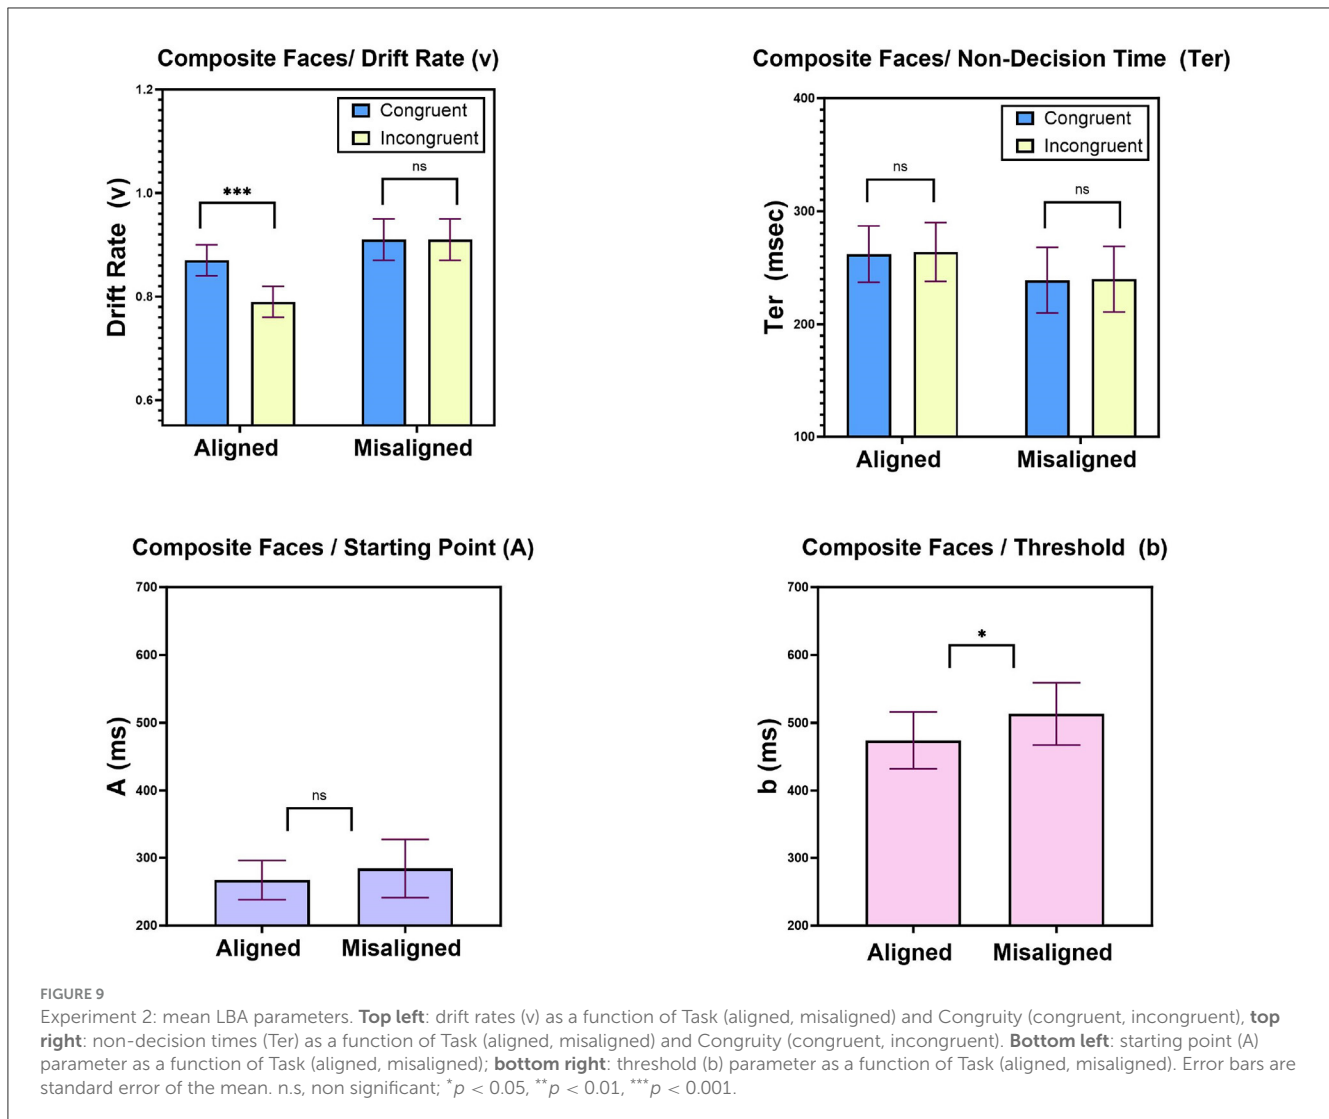 Composite Faces/ Drift Rate (v)
1.2
1.0
0.8
0.6
Drift Rate (v)
Congruent
Incongruent
***
ns
Aligned
Misaligned
Composite Faces/ Non-Decision Time (Ter)
400
300
200
100
Ter (msec)
Congruent
Incongruent
ns
ns
Aligned
Misaligned
Composite Faces / Starting Point (A)
700
600
500
400
300
200
A (ms)
ns
Aligned
Misaligned
Composite Faces / Threshold (b)
700
600
500
400
300
200
b (ms)
*
Aligned
Misaligned
FIGURE 9
Experiment 2: mean LBA parameters. Top left: drift rates (v) as a function of Task (aligned, misaligned) and Congruity (congruent, incongruent), top
right: non-decision times (Ter) as a function of Task (aligned, misaligned) and Congruity (congruent, incongruent). Bottom left: starting point (A)
parameter as a function of Task (aligned, misaligned); bottom right: threshold (b) parameter as a function of Task (aligned, misaligned). Error bars are
standard error of the mean. n.s, non significant; *p < 0.05, **p < 0.01, ***p < 0.001.